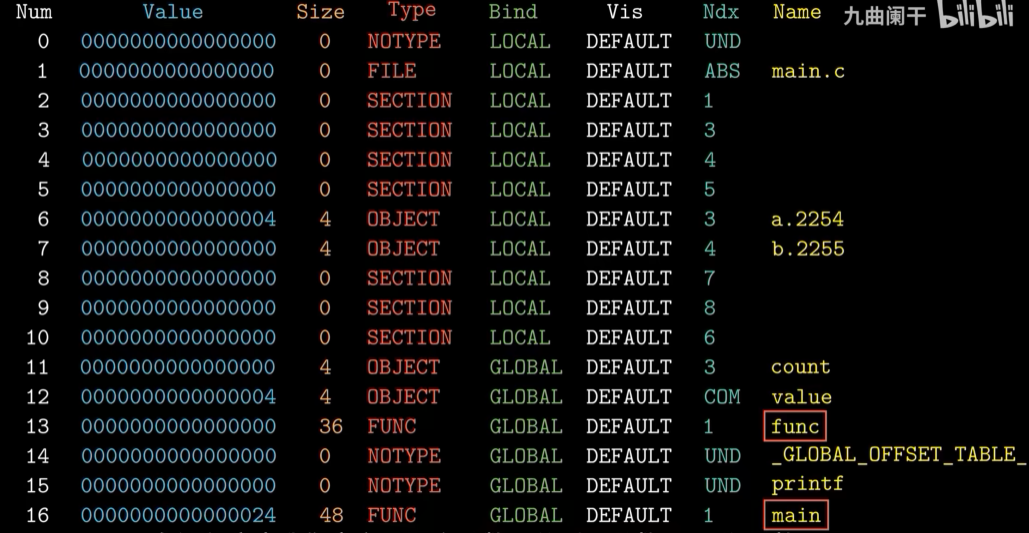 Num Value Size Type Bind Vis Ndx Name 九曲阑干 bilibili
0 0000000000000000 0 NOTYPE LOCAL DEFAULT UND
1 0000000000000000 0 FILE LOCAL DEFAULT ABS main.c
2 0000000000000000 0 SECTION LOCAL DEFAULT 1
3 0000000000000000 0 SECTION LOCAL DEFAULT 3
4 0000000000000000 0 SECTION LOCAL DEFAULT 4
5 0000000000000000 0 SECTION LOCAL DEFAULT 5
6 0000000000000004 4 OBJECT LOCAL DEFAULT 3 a.2254
7 0000000000000000 4 OBJECT LOCAL DEFAULT 4 b.2255
8 0000000000000000 0 SECTION LOCAL DEFAULT 7
9 0000000000000000 0 SECTION LOCAL DEFAULT 8
10 0000000000000000 0 SECTION LOCAL DEFAULT 6
11 0000000000000000 4 OBJECT GLOBAL DEFAULT 3 count
12 0000000000000004 4 OBJECT GLOBAL DEFAULT COM value
13 0000000000000000 36 FUNC GLOBAL DEFAULT 1 func
14 0000000000000000 0 NOTYPE GLOBAL DEFAULT UND _GLOBAL_OFFSET_TABLE_
15 0000000000000000 0 NOTYPE GLOBAL DEFAULT UND printf
16 0000000000000024 48 FUNC GLOBAL DEFAULT 1 main